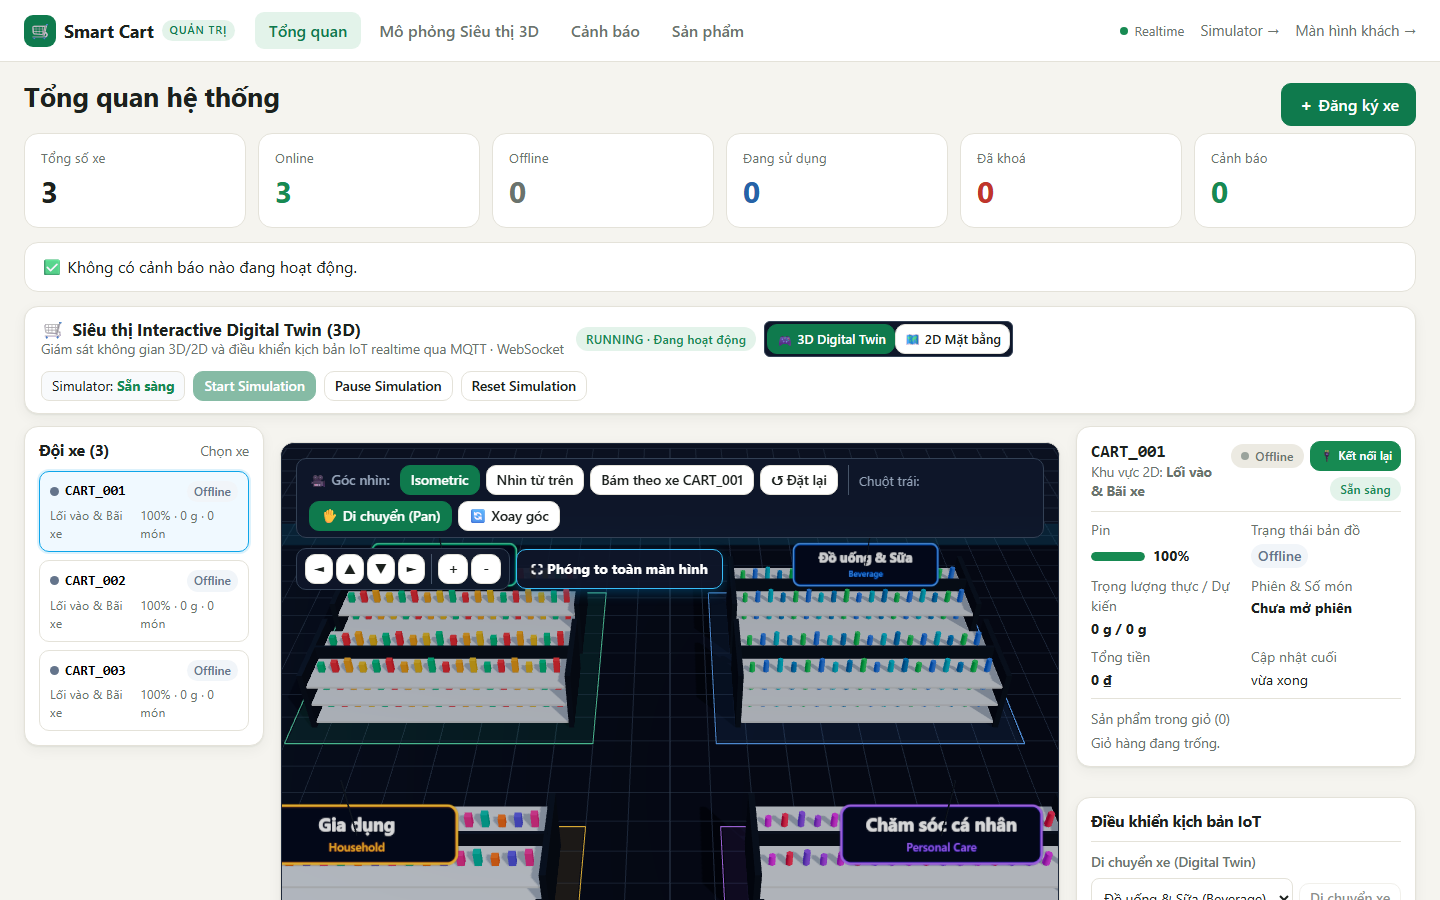 Smart Cart QUẢN TRỊ Tổng quan Mô phỏng Siêu thị 3D Cảnh báo Sản phẩm Realtime Simulator → Màn hình khách →
Tổng quan hệ thống
+ Đăng ký xe
Tổng số xe
3
Online
3
Offline
0
Đang sử dụng
0
Đã khoá
0
Cảnh báo
0
Không có cảnh báo nào đang hoạt động.
Siêu thị Interactive Digital Twin (3D)
Giám sát không gian 3D/2D và điều khiển kịch bản IoT realtime qua MQTT · WebSocket
RUNNING · Đang hoạt động
3D Digital Twin
2D Mặt bằng
Simulator: Sẵn sàng
Start Simulation
Pause Simulation
Reset Simulation
Đội xe (3)
Chọn xe
CART_001
Offline
Lối vào & Bãi xe
100% · 0 g · 0 món
CART_002
Offline
Lối vào & Bãi xe
100% · 0 g · 0 món
CART_003
Offline
Lối vào & Bãi xe
100% · 0 g · 0 món
Góc nhìn:
Isometric
Nhìn từ trên
Bám theo xe CART_001
↺ Đặt lại
Chuột trái:
Di chuyển (Pan)
Xoay góc
◄ ▲ ▼ ► + -
Phóng to toàn màn hình
Đồ uống & Sữa
Beverage
Gia dụng
Household
Chăm sóc cá nhân
Personal Care
CART_001
Offline
Kết nối lại
Khu vực 2D: Lối vào & Bãi xe
Sẵn sàng
Pin
100%
Trạng thái bản đồ
Offline
Trọng lượng thực / Dự kiến
0 g / 0 g
Phiên & Số món
Chưa mở phiên
Tổng tiền
0 ₫
Cập nhật cuối
vừa xong
Sản phẩm trong giỏ (0)
Giỏ hàng đang trống.
Điều khiển kịch bản IoT
Di chuyển xe (Digital Twin)
Đồ uống & Sữa (Beverage)
Di chuyển xe